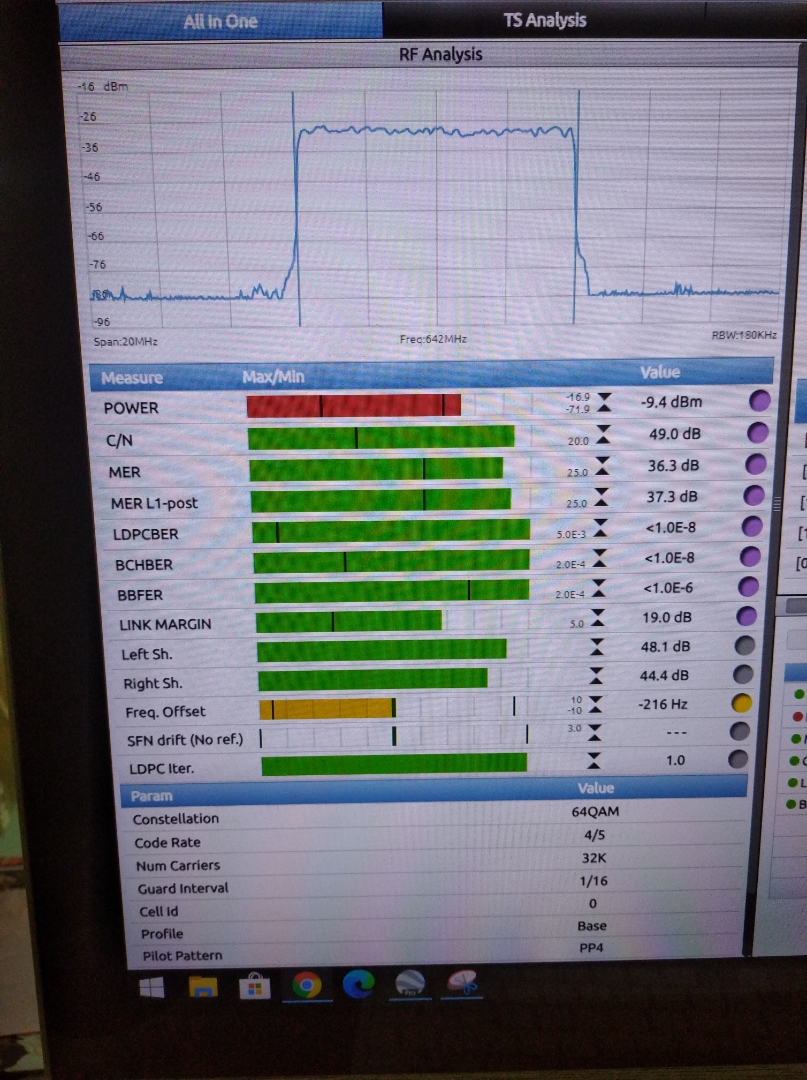 All in One
TS Analysis
RF Analysis
-16 dBm
-26
-36
-46
-56
-66
-76
-96
Span:20MHz Freq:642MHz RBW:180KHz
Measure Max/Min Value
POWER -16.9 -71.9 -9.4 dBm
C/N 20.0 49.0 dB
MER 25.0 36.3 dB
MER L1-post 25.0 37.3 dB
LDPCBER 5.0E-3 <1.0E-8
BCHBER 2.0E-4 <1.0E-8
BBFER 2.0E-4 <1.0E-6
LINK MARGIN 5.0 19.0 dB
Left Sh. 48.1 dB
Right Sh. 44.4 dB
Freq. Offset 10 -10 -216 Hz
SFN drift (No ref.) 3.0 ---
LDPC Iter. 1.0
Param Value
Constellation 64QAM
Code Rate 4/5
Num Carriers 32K
Guard Interval 1/16
Cell Id 0
Profile Base
Pilot Pattern PP4